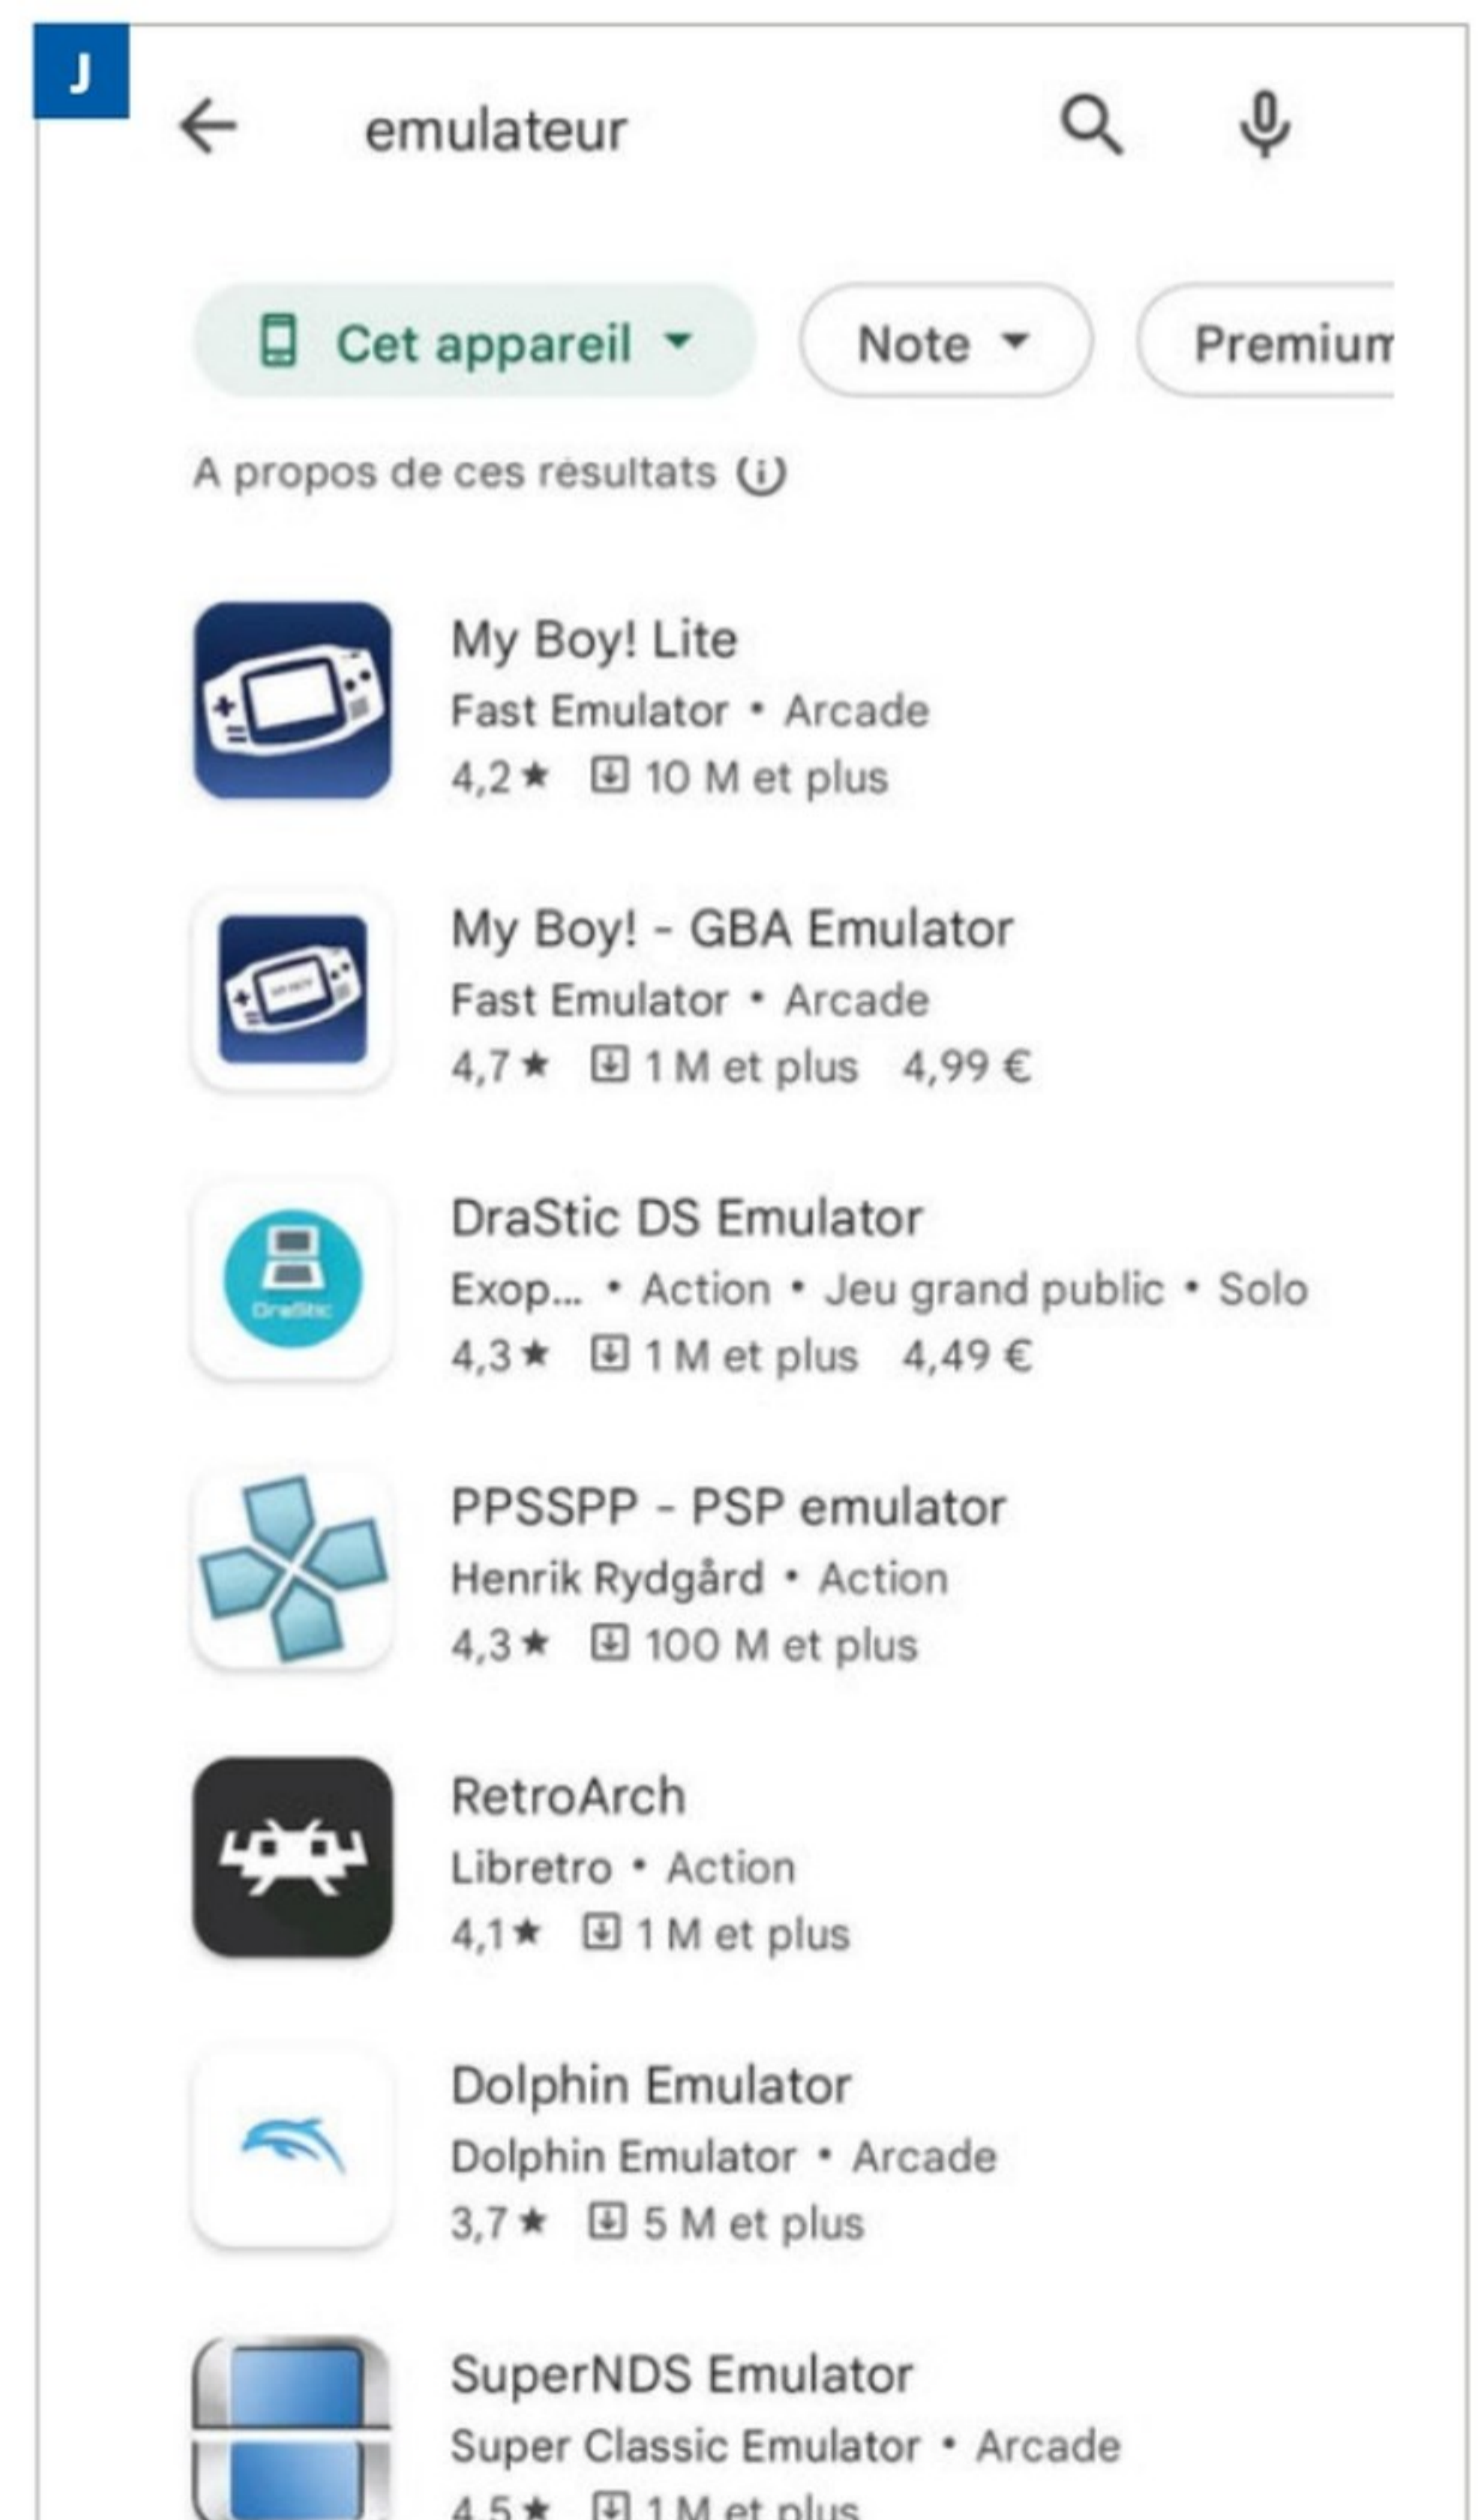 J
emulateur
Cet appareil
Note
Premium
A propos de ces résultats
My Boy! Lite
Fast Emulator • Arcade
4,2★ 10 M et plus
My Boy! - GBA Emulator
Fast Emulator • Arcade
4,7★ 1 M et plus 4,99 €
DraStic
DraStic DS Emulator
Exop... • Action • Jeu grand public • Solo
4,3★ 1 M et plus 4,49 €
PPSSPP - PSP emulator
Henrik Rydgård • Action
4,3★ 100 M et plus
RetroArch
Libretro • Action
4,1★ 1 M et plus
Dolphin Emulator
Dolphin Emulator • Arcade
3,7★ 5 M et plus
SuperNDS Emulator
Super Classic Emulator • Arcade
4,5★ 1 M et plus